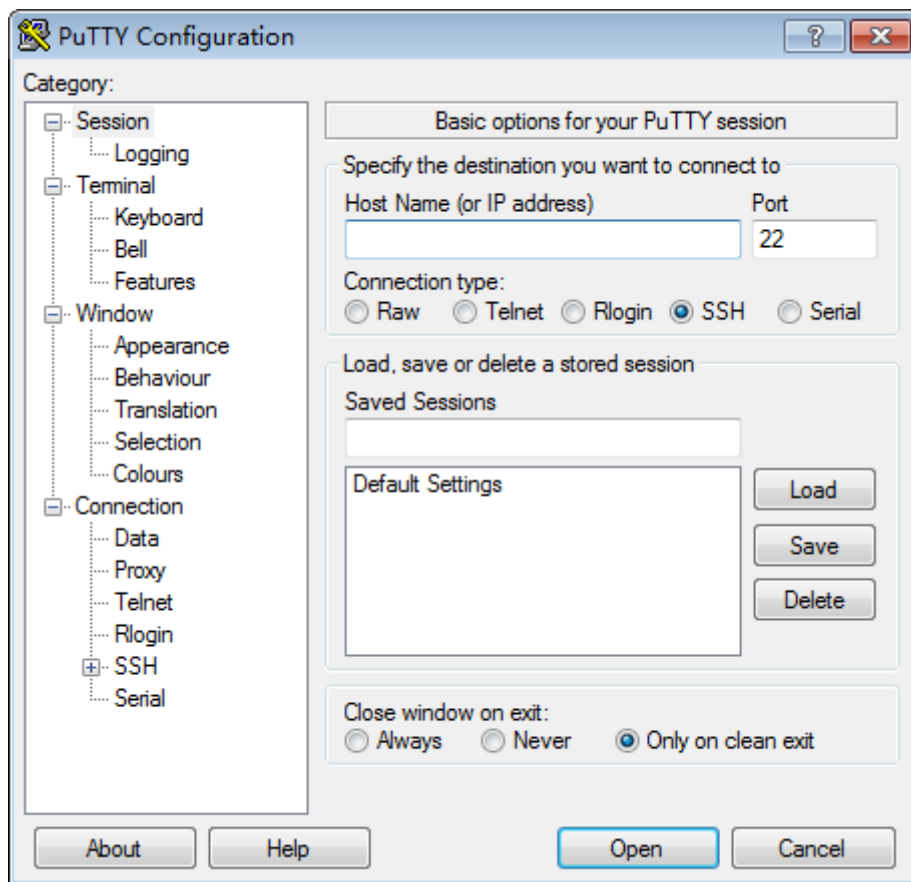 PuTTY Configuration
Category:
Session
Logging
Terminal
Keyboard
Bell
Features
Window
Appearance
Behaviour
Translation
Selection
Colours
Connection
Data
Proxy
Telnet
Rlogin
SSH
Serial
Basic options for your PuTTY session
Specify the destination you want to connect to
Host Name (or IP address) Port
22
Connection type:
Raw Telnet Rlogin SSH Serial
Load, save or delete a stored session
Saved Sessions
Default Settings
Load
Save
Delete
Close window on exit:
Always Never Only on clean exit
About Help Open Cancel